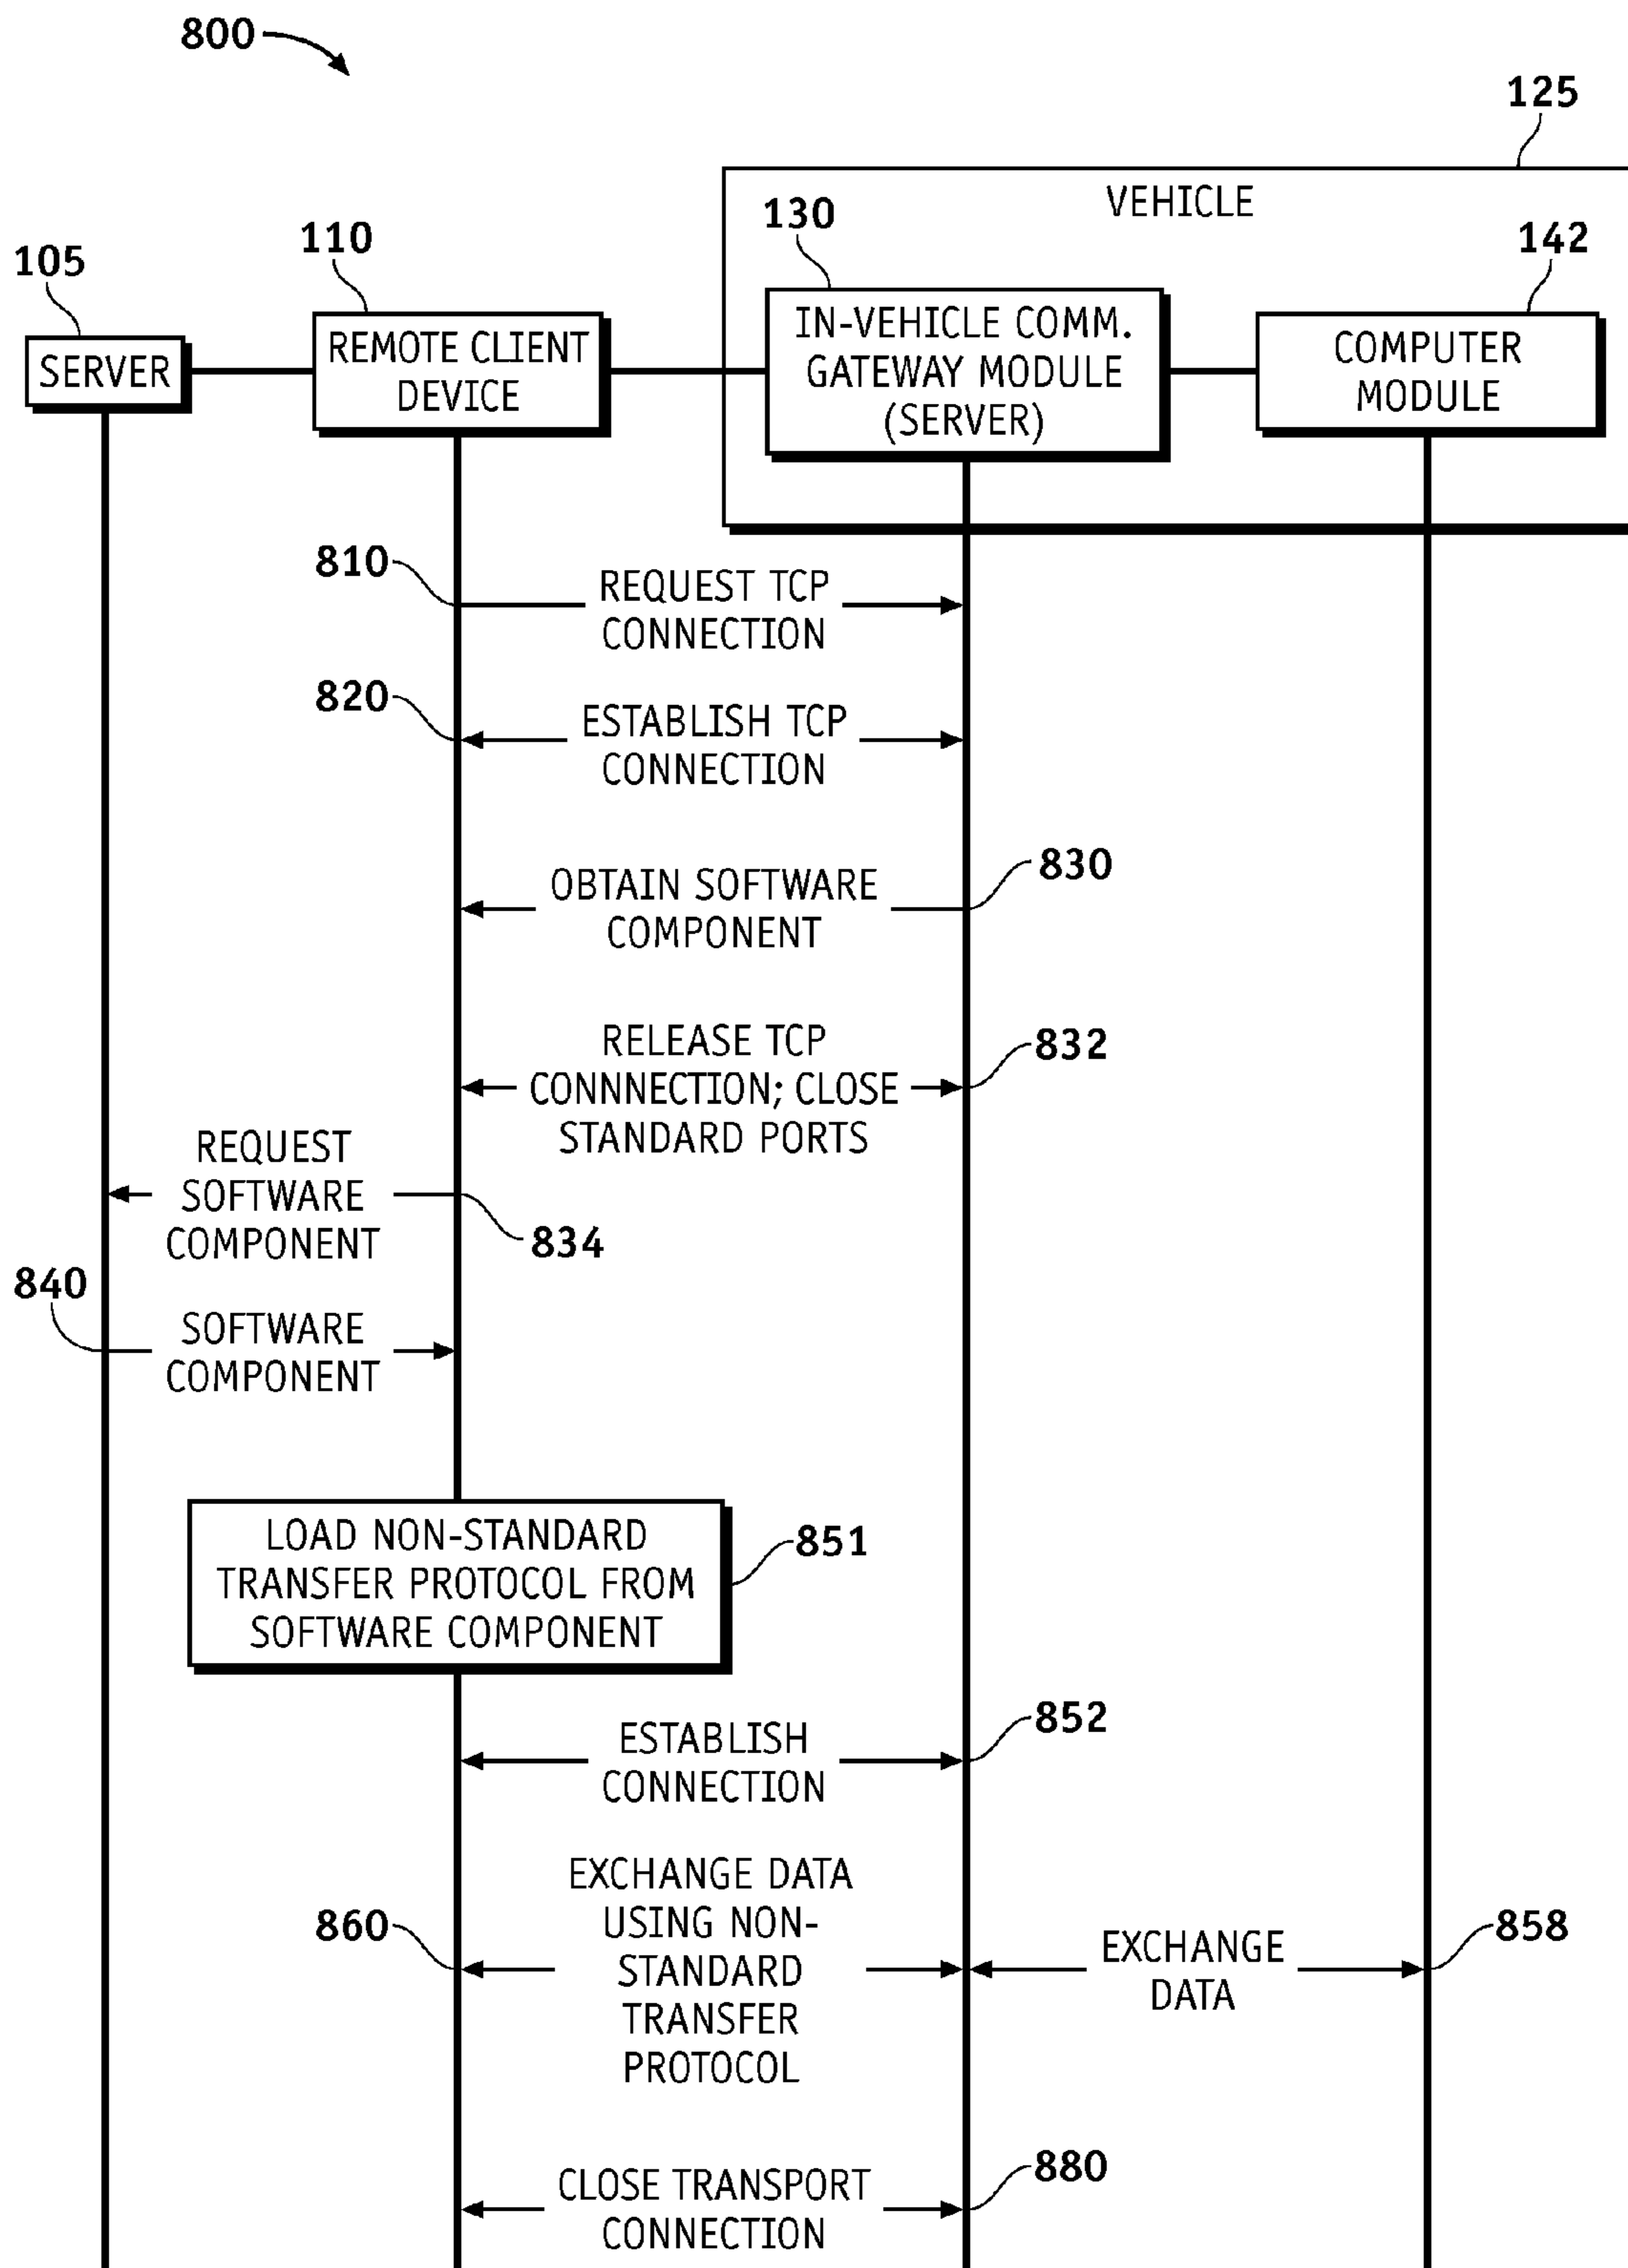 800
125
VEHICLE
130
142
110
105
SERVER
REMOTE CLIENT
DEVICE
IN-VEHICLE COMM.
GATEWAY MODULE
(SERVER)
COMPUTER
MODULE
810
REQUEST TCP
CONNECTION
820
ESTABLISH TCP
CONNECTION
830
OBTAIN SOFTWARE
COMPONENT
832
RELEASE TCP
CONNNECTION; CLOSE
STANDARD PORTS
REQUEST
SOFTWARE
COMPONENT
834
840
SOFTWARE
COMPONENT
LOAD NON-STANDARD
TRANSFER PROTOCOL FROM
SOFTWARE COMPONENT
851
852
ESTABLISH
CONNECTION
860
EXCHANGE DATA
USING NON-
STANDARD
TRANSFER
PROTOCOL
858
EXCHANGE
DATA
880
CLOSE TRANSPORT
CONNECTION